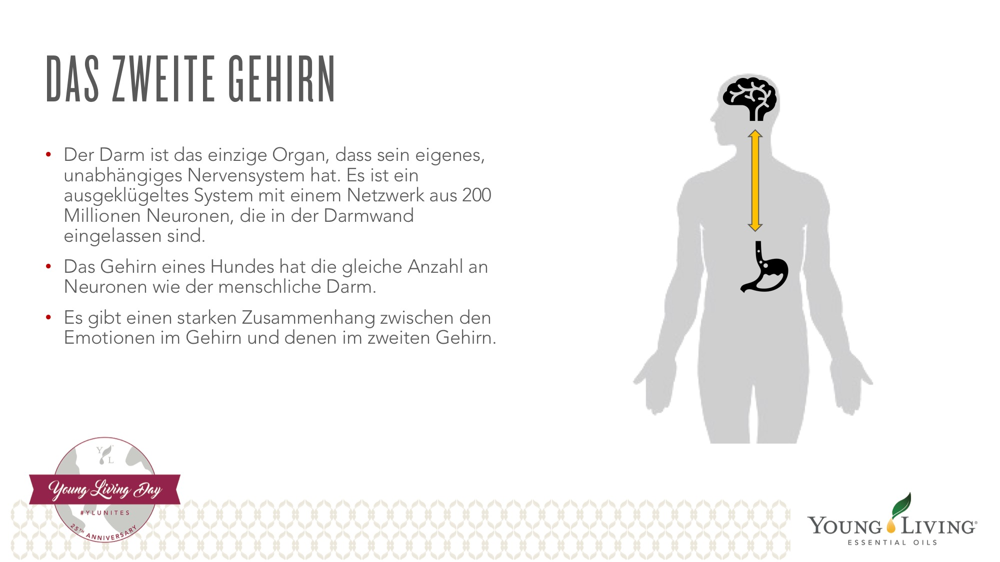 DAS ZWEITE GEHIRN
• Der Darm ist das einzige Organ, dass sein eigenes,
unabhängiges Nervensystem hat. Es ist ein
ausgeklügeltes System mit einem Netzwerk aus 200
Millionen Neuronen, die in der Darmwand
eingelassen sind.
• Das Gehirn eines Hundes hat die gleiche Anzahl an
Neuronen wie der menschliche Darm.
• Es gibt einen starken Zusammenhang zwischen den
Emotionen im Gehirn und denen im zweiten Gehirn.
Y L
Young Living Day
#YLUNITES
25TH ANNIVERSARY
YOUNG LIVING®
ESSENTIAL OILS